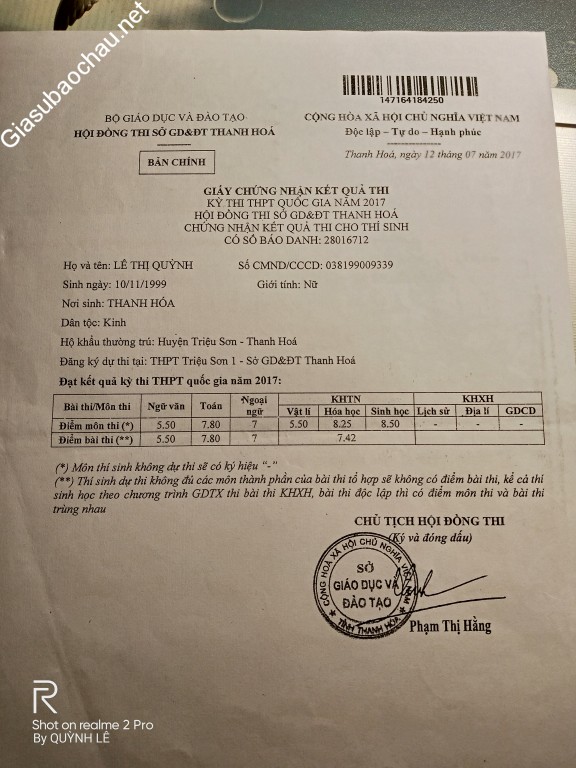 Giasubaochau.net
147164184250
BỘ GIÁO DỤC VÀ ĐÀO TẠO
HỘI ĐỒNG THI SỞ GD&ĐT THANH HOÁ
BẢN CHÍNH
CỘNG HÒA XÃ HỘI CHỦ NGHĨA VIỆT NAM
Độc lập – Tự do – Hạnh phúc
Thanh Hoá, ngày 12 tháng 07 năm 2017
GIẤY CHỨNG NHẬN KẾT QUẢ THI
KỲ THI THPT QUỐC GIA NĂM 2017
HỘI ĐỒNG THI SỞ GD&ĐT THANH HOÁ
CHỨNG NHẬN KẾT QUẢ THI CHO THÍ SINH
CÓ SỐ BÁO DANH: 28016712
Họ và tên: LÊ THỊ QUỲNH Số CMND/CCCD: 038199009339
Sinh ngày: 10/11/1999 Giới tính: Nữ
Nơi sinh: THANH HÓA
Dân tộc: Kinh
Hộ khẩu thường trú: Huyện Triệu Sơn - Thanh Hoá
Đăng ký dự thi tại: THPT Triệu Sơn 1 - Sở GD&ĐT Thanh Hoá
Đạt kết quả kỳ thi THPT quốc gia năm 2017:
Bài thi/Môn thi Ngữ văn Toán Ngoại ngữ KHTN KHXH
Vật lí Hóa học Sinh học Lịch sử Địa lí GDCD
Điểm môn thi (*) 5.50 7.80 7 5.50 8.25 8.50 - - -
Điểm bài thi (**) 5.50 7.80 7 7.42
(*) Môn thí sinh không dự thi sẽ có ký hiệu "-"
(**) Thí sinh dự thi không đủ các môn thành phần của bài thi tổ hợp sẽ không có điểm bài thi, kể cả thí
sinh học theo chương trình GDTX thi bài thi KHXH, bài thi độc lập thì có điểm môn thi và bài thi
trùng nhau
CHỦ TỊCH HỘI ĐỒNG THI
(Ký và đóng dấu)
CỘNG HOÀ XÃ HỘI CHỦ NGHĨA VIỆT NAM
SỞ
GIÁO DỤC VÀ
ĐÀO TẠO
TỈNH THANH HOÁ
Phạm Thị Hằng
R
Shot on realme 2 Pro
By QUỲNH LÊ